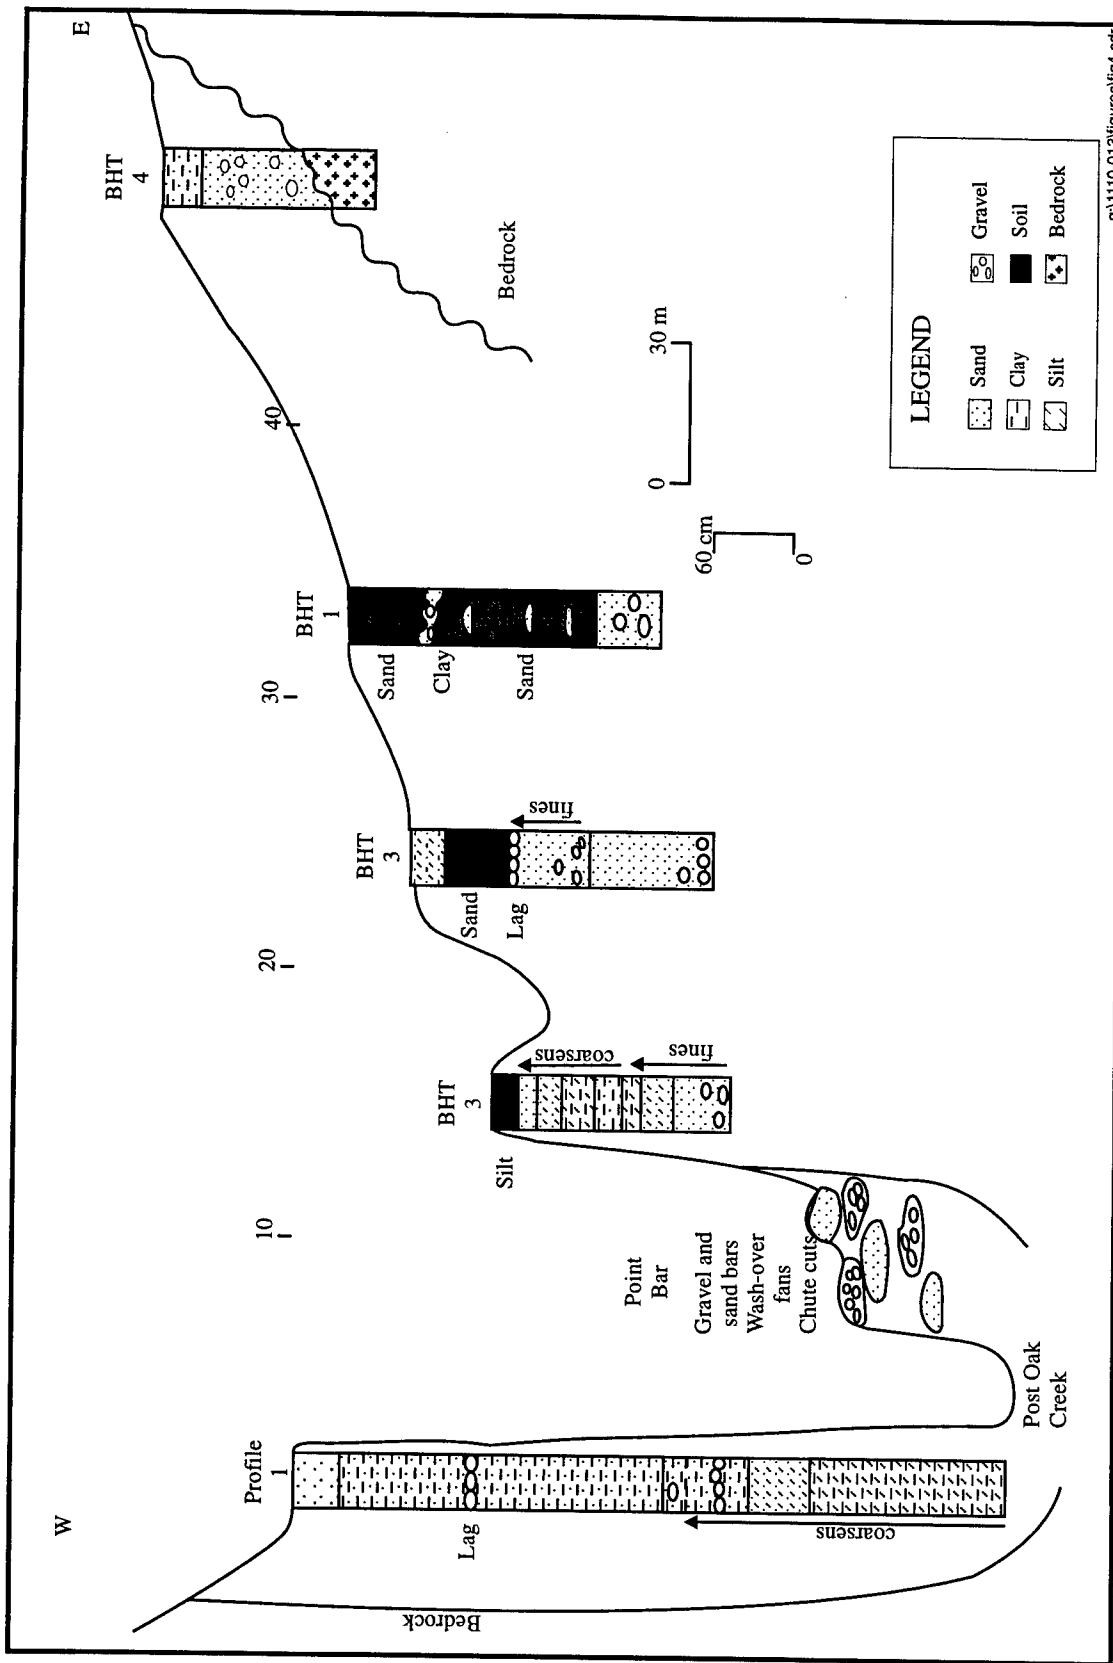 W
E
Profile
1
BHT
3
BHT
3
BHT
1
BHT
4
10
20
30
40
Bedrock
Lag
coarsens
Post Oak
Creek
Point
Bar
Gravel and
sand bars
Wash-over
fans
Chute cuts
Silt
fines
coarsens
Sand
Lag
fines
Sand
Clay
Sand
Bedrock
60 cm
0
0
30 m
LEGEND
Sand
Gravel
Clay
Soil
Silt
Bedrock